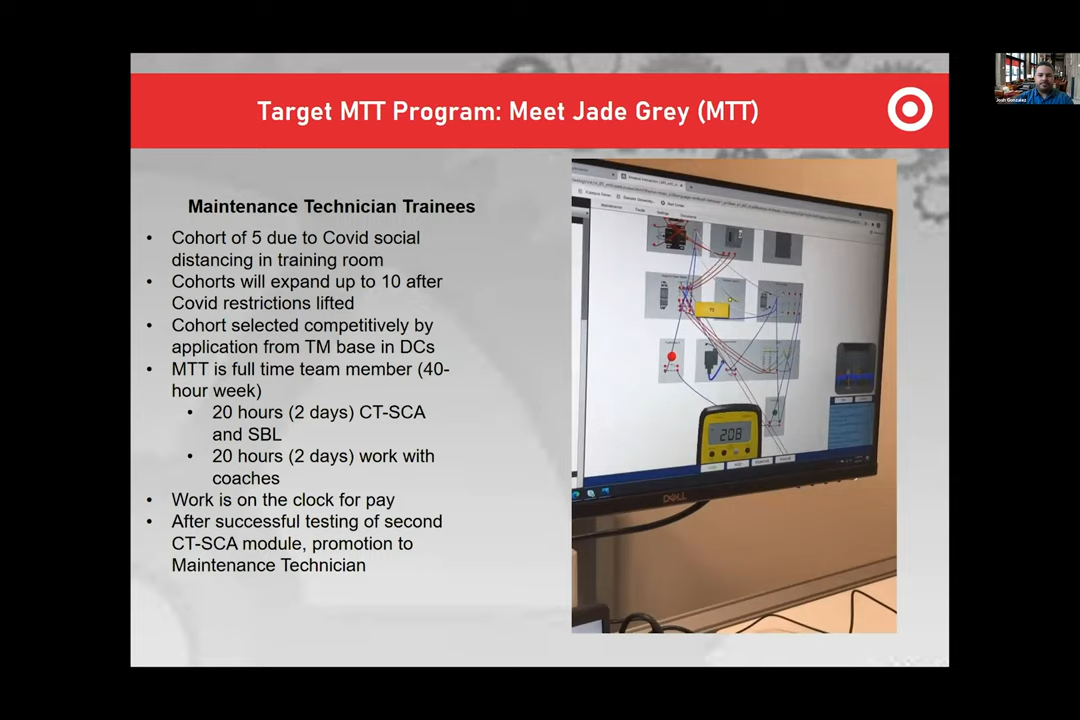 Target MTT Program: Meet Jade Grey (MTT)
Josh Gonzalez
Maintenance Technician Trainees
• Cohort of 5 due to Covid social
distancing in training room
• Cohorts will expand up to 10 after
Covid restrictions lifted
• Cohort selected competitively by
application from TM base in DCs
• MTT is full time team member (40-
hour week)
• 20 hours (2 days) CT-SCA
and SBL
• 20 hours (2 days) work with
coaches
• Work is on the clock for pay
• After successful testing of second
CT-SCA module, promotion to
Maintenance Technician
208
DELL